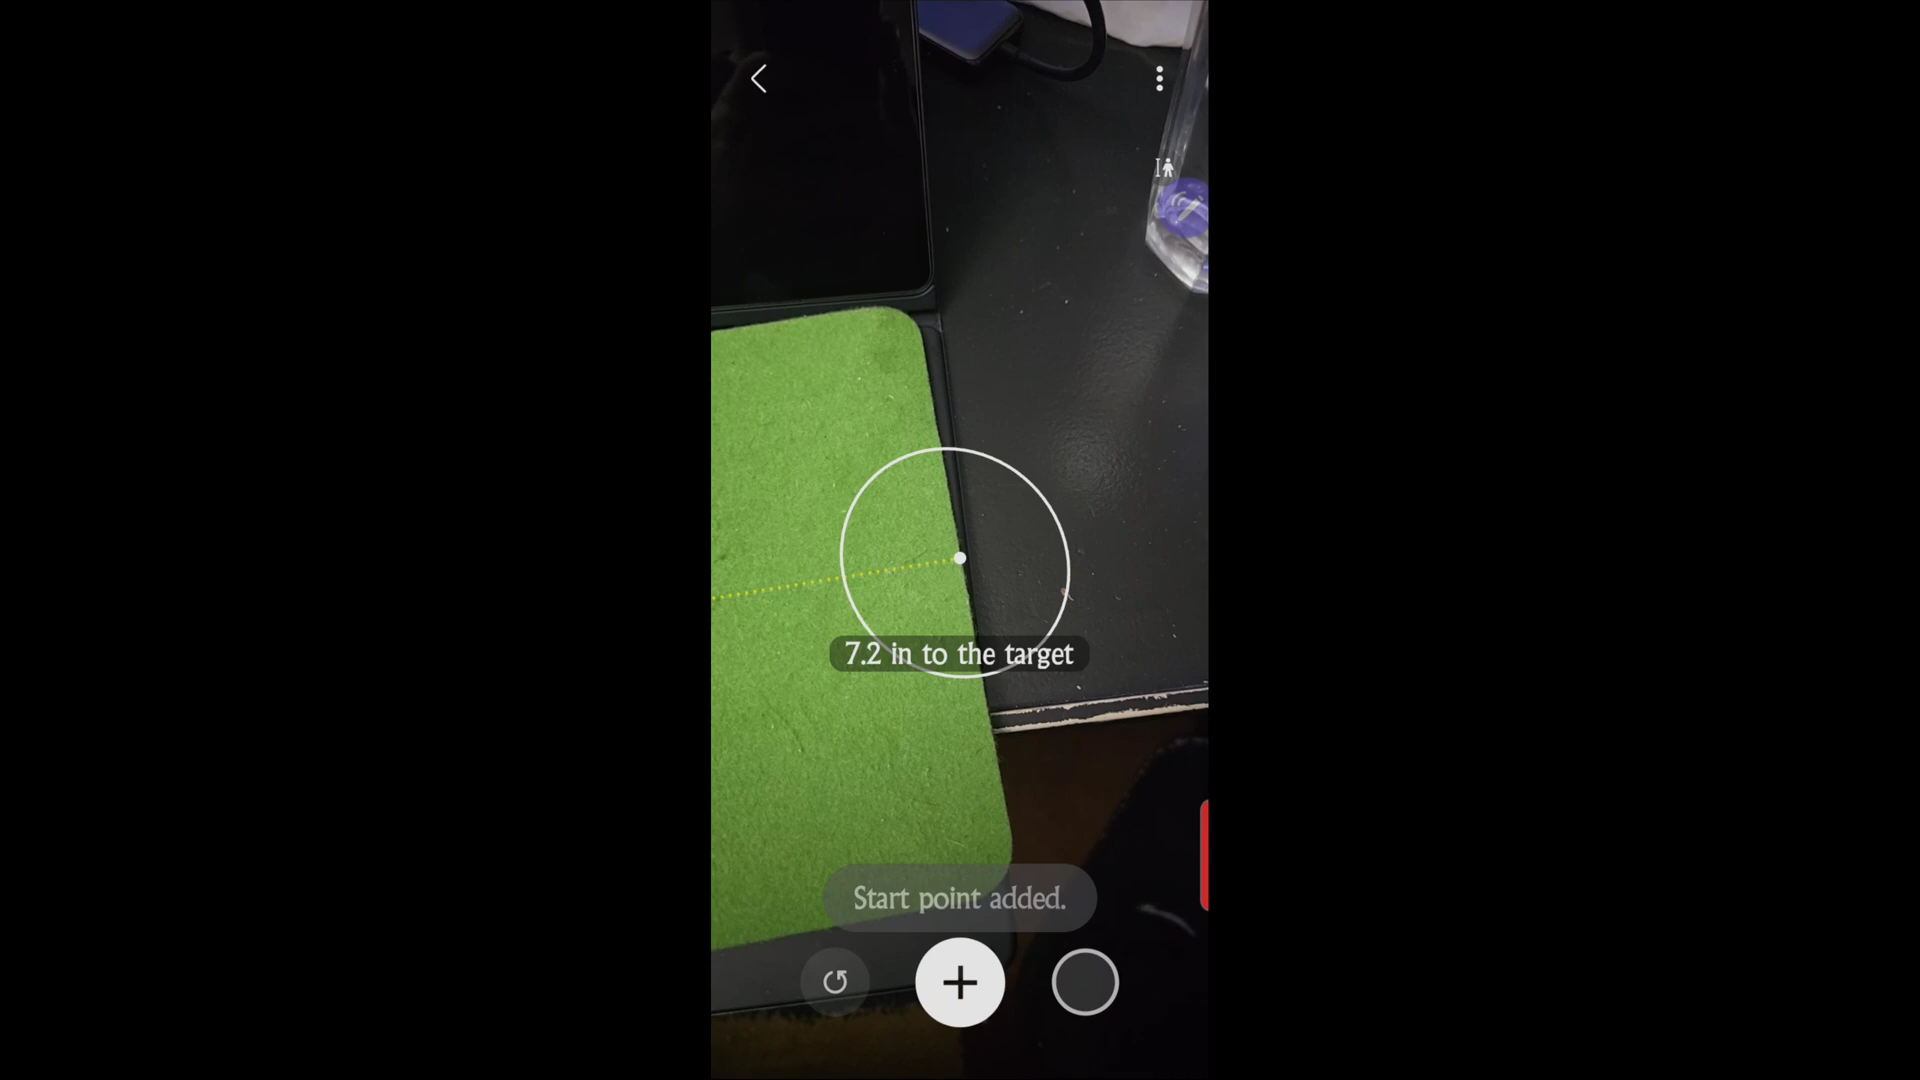 7.2 in to the target
Start point added.